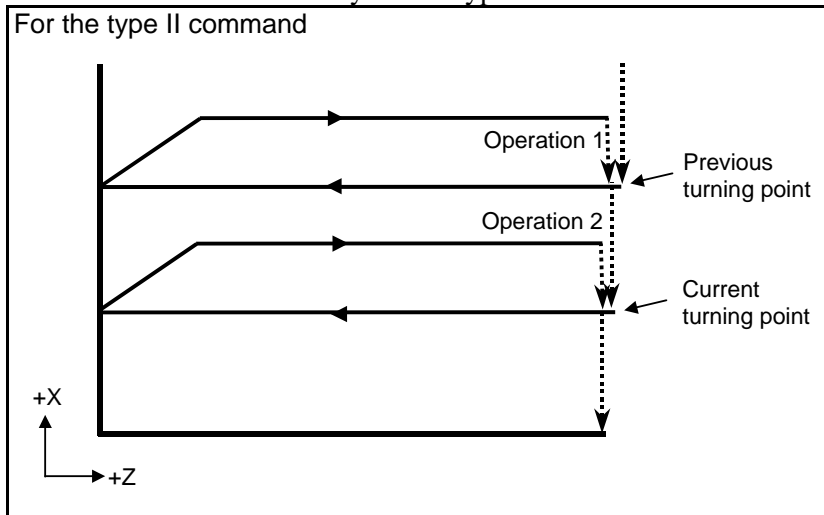 For the type II command
Operation 1
Previous
turning point
Operation 2
Current
turning point
+X
+Z